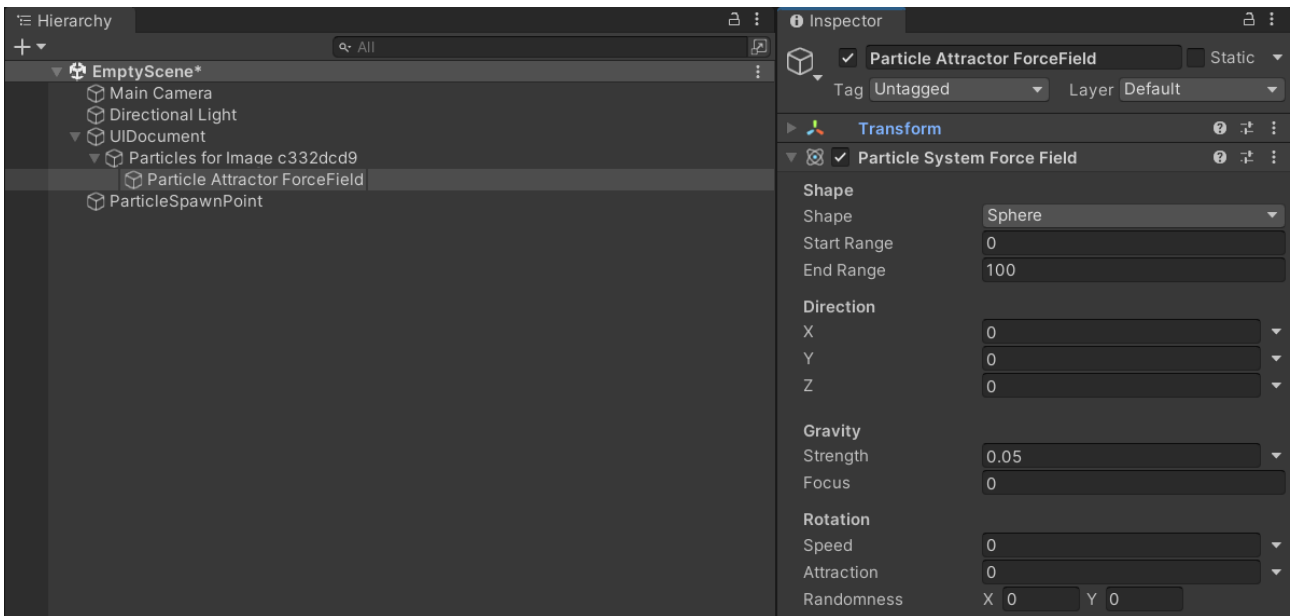 Hierarchy
All
EmptyScene*
Main Camera
Directional Light
UIDocument
Particles for Image c332dcd9
Particle Attractor ForceField
ParticleSpawnPoint
Inspector
Particle Attractor ForceField Static
Tag Untagged Layer Default
Transform
Particle System Force Field
Shape
Shape Sphere
Start Range 0
End Range 100
Direction
X 0
Y 0
Z 0
Gravity
Strength 0.05
Focus 0
Rotation
Speed 0
Attraction 0
Randomness X 0 Y 0